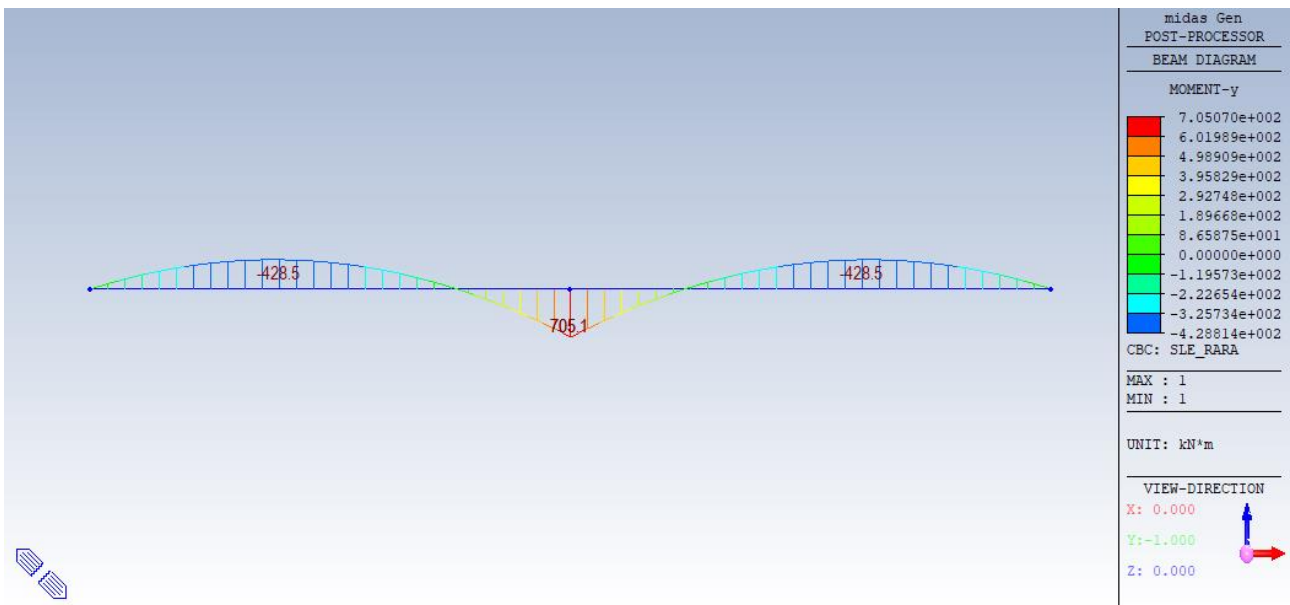 midas Gen
POST-PROCESSOR
BEAM DIAGRAM
MOMENT-y
7.05070e+002
6.01989e+002
4.98909e+002
3.95829e+002
2.92748e+002
1.89668e+002
8.65875e+001
0.00000e+000
-1.19573e+002
-2.22654e+002
-3.25734e+002
-4.28814e+002
CBC: SLE_RARA
MAX : 1
MIN : 1
UNIT: kN*m
VIEW-DIRECTION
X: 0.000
Y:-1.000
Z: 0.000
-428.5
-428.5
705.1